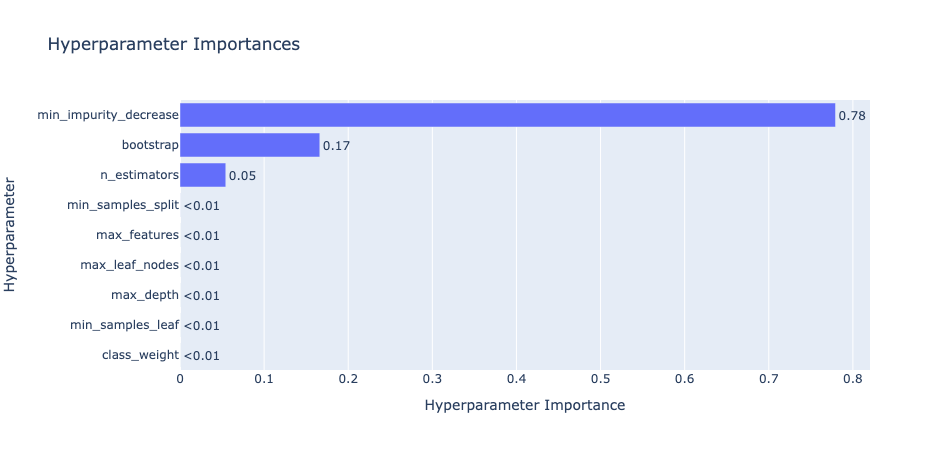 Hyperparameter Importances
Hyperparameter
min_impurity_decrease 0.78
bootstrap 0.17
n_estimators 0.05
min_samples_split <0.01
max_features <0.01
max_leaf_nodes <0.01
max_depth <0.01
min_samples_leaf <0.01
class_weight <0.01
0 0.1 0.2 0.3 0.4 0.5 0.6 0.7 0.8
Hyperparameter Importance